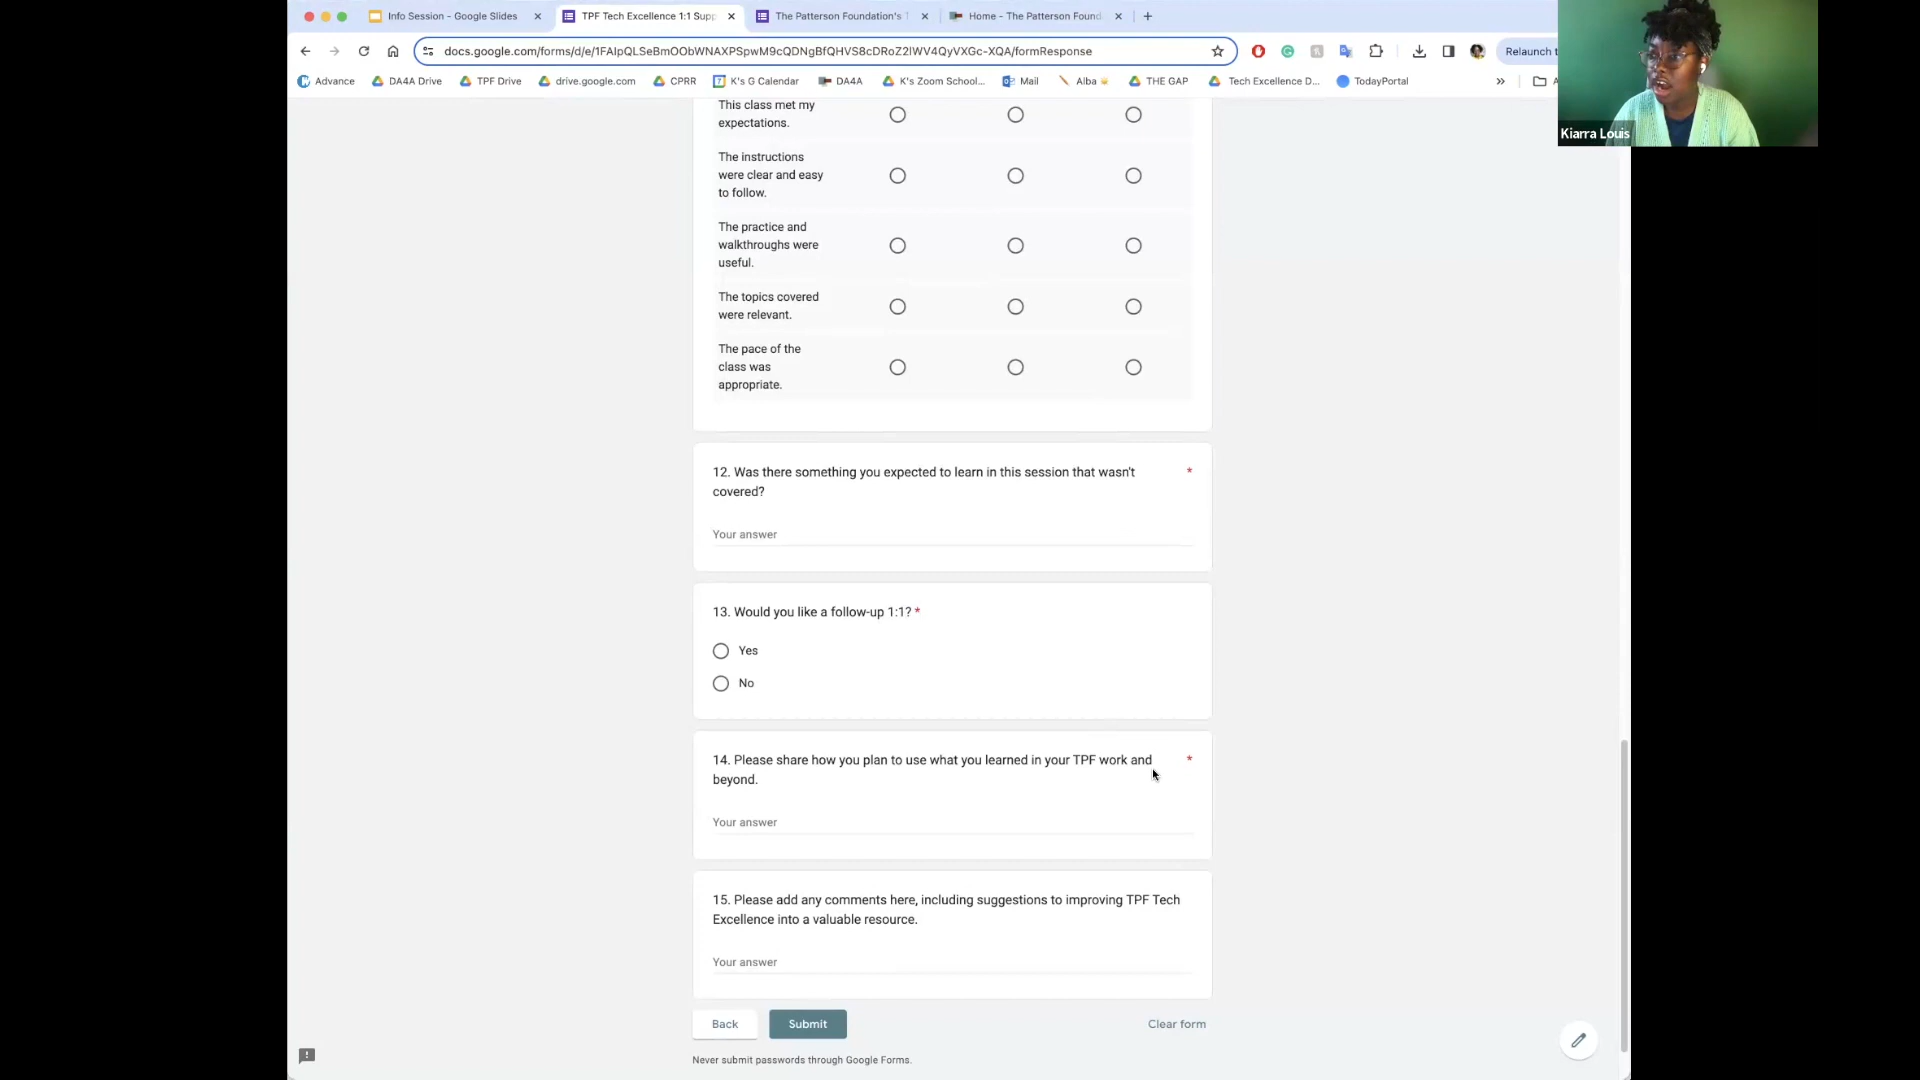 Info Session - Google Slides
TPF Tech Excellence 1:1 Supp
The Patterson Foundation's T
Home - The Patterson Found
docs.google.com/forms/d/e/1FAIpQLSeBmOObWNAXPSpwM9cQDNgBfQHVS8cDRoZ2lWV4QyVXGc-XQA/formResponse
Relaunch t
Advance
DA4A Drive
TPF Drive
drive.google.com
CPRR
K's G Calendar
DA4A
K's Zoom School...
Mail
Alba
THE GAP
Tech Excellence D...
TodayPortal
»
Kiarra Louis
This class met my
expectations.
The instructions
were clear and easy
to follow.
The practice and
walkthroughs were
useful.
The topics covered
were relevant.
The pace of the
class was
appropriate.
12. Was there something you expected to learn in this session that wasn't *
covered?
Your answer
13. Would you like a follow-up 1:1? *
Yes
No
14. Please share how you plan to use what you learned in your TPF work and *
beyond.
Your answer
15. Please add any comments here, including suggestions to improving TPF Tech
Excellence into a valuable resource.
Your answer
Back
Submit
Clear form
Never submit passwords through Google Forms.